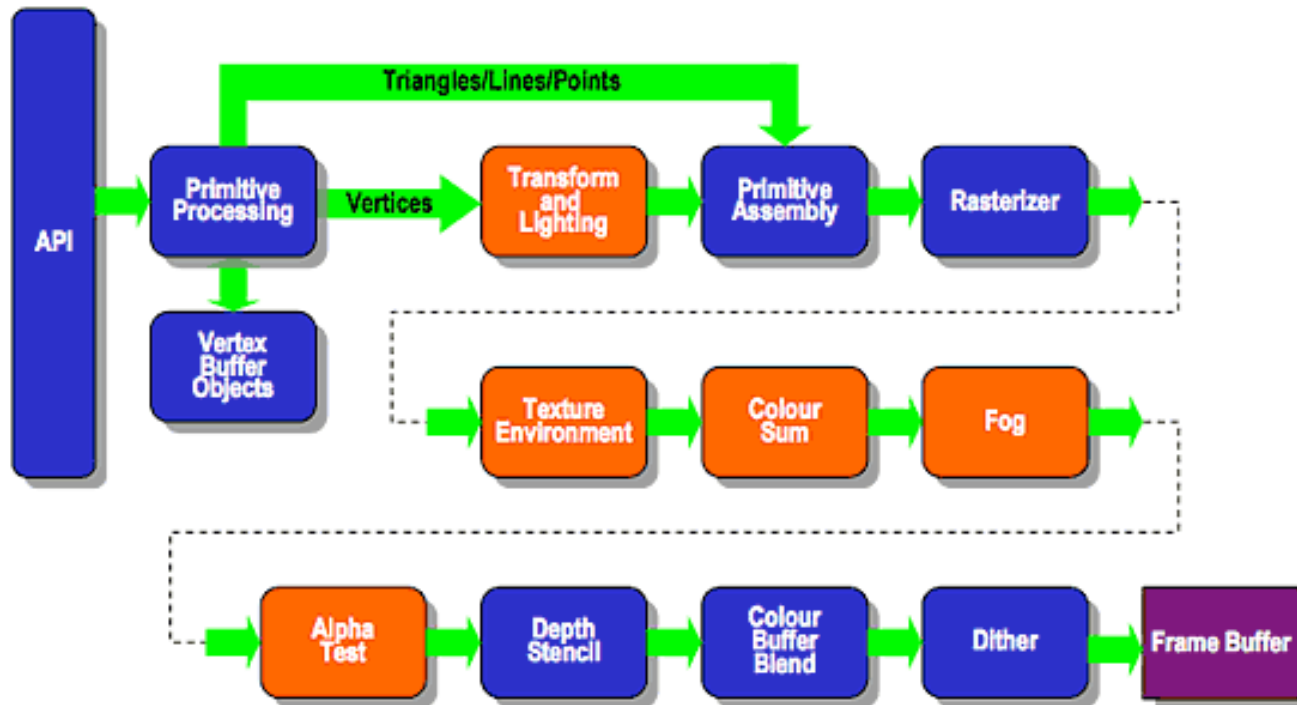 Triangles/Lines/Points
API
Primitive
Processing
Vertices
Transform
and
Lighting
Primitive
Assembly
Rasterizer
Vertex
Buffer
Objects
Texture
Environment
Colour
Sum
Fog
Alpha
Test
Depth
Stencil
Colour
Buffer
Blend
Dither
Frame Buffer